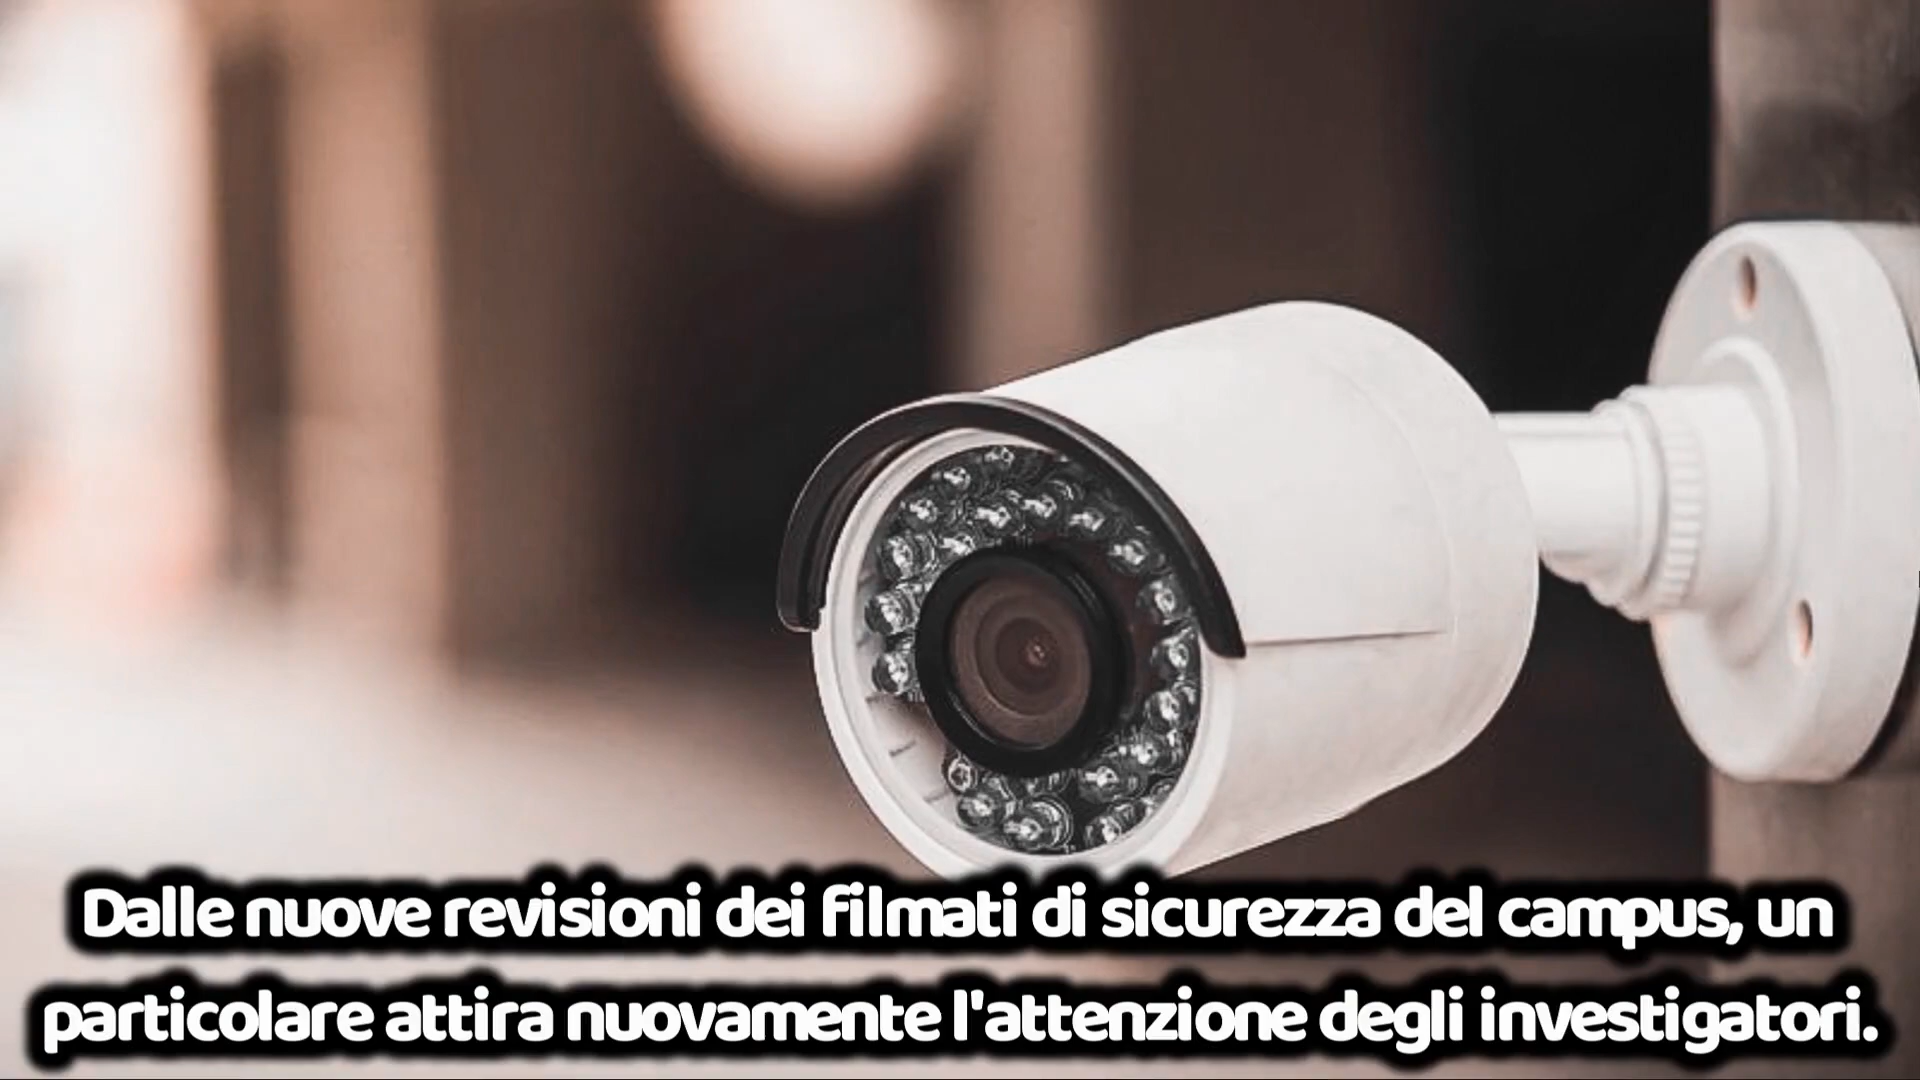 Dalle nuove revisioni dei filmati di sicurezza del campus, un
particolare attira nuovamente l'attenzione degli investigatori.